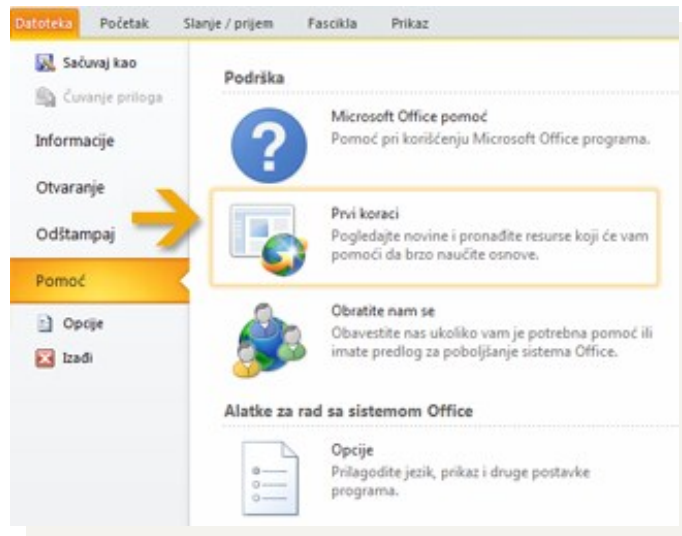 Datoteka Početak Slanje / prijem Fascikla Prikaz
Sačuvaj kao
Čuvanje priloga
Informacije
Otvaranje
Odštampaj
Pomoć
Opcije
Izađi
Podrška
Microsoft Office pomoć
Pomoć pri korišćenju Microsoft Office programa.
Prvi koraci
Pogledajte novine i pronađite resurse koji će vam
pomoći da brzo naučite osnove.
Obratite nam se
Obavestite nas ukoliko vam je potrebna pomoć ili
imate predlog za poboljšanje sistema Office.
Alatke za rad sa sistemom Office
Opcije
Prilagodite jezik, prikaz i druge postavke
programa.